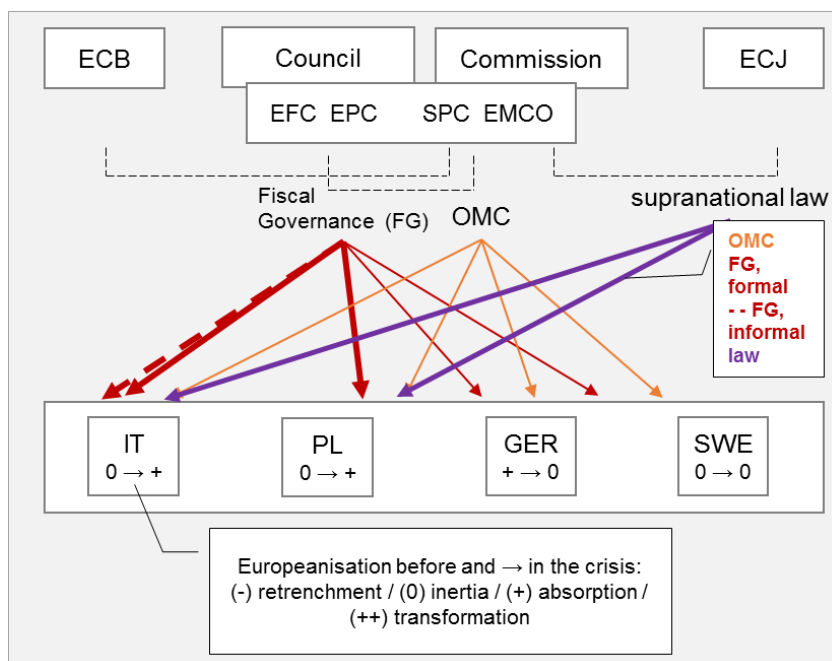 ECB
Council
Commission
ECJ
EFC EPC SPC EMCO
Fiscal
Governance (FG)
OMC
supranational law
OMC
FG,
formal
- - FG,
informal
law
IT
0 → +
PL
0 → +
GER
+ → 0
SWE
0 → 0
Europeanisation before and → in the crisis:
(-) retrenchment / (0) inertia / (+) absorption /
(++) transformation